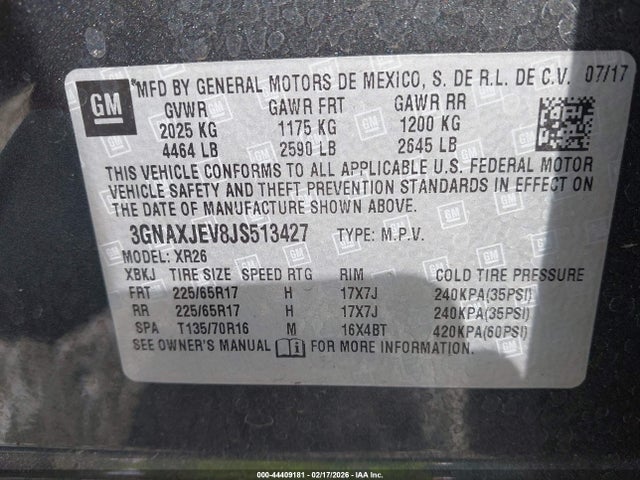 GM
*MFD BY GENERAL MOTORS DE MEXICO, S. DE R.L. DE C.V. 07/17
GVWR GAWR FRT GAWR RR
2025 KG 1175 KG 1200 KG
4464 LB 2590 LB 2645 LB
THIS VEHICLE CONFORMS TO ALL APPLICABLE U.S. FEDERAL MOTOR
VEHICLE SAFETY AND THEFT PREVENTION STANDARDS IN EFFECT ON
THE DATE OF MANUFACTURE SHOWN ABOVE.
3GNAXJEV8JS513427 TYPE: M.P.V.
MODEL: XR26
XBKJ TIRE SIZE SPEED RTG RIM COLD TIRE PRESSURE
FRT 225/65R17 H 17X7J 240KPA(35PSI)
RR 225/65R17 H 17X7J 240KPA(35PSI)
SPA T135/70R16 M 16X4BT 420KPA(60PSI)
SEE OWNER'S MANUAL FOR MORE INFORMATION.
000-44409181 - 02/17/2026 - IAA Inc.